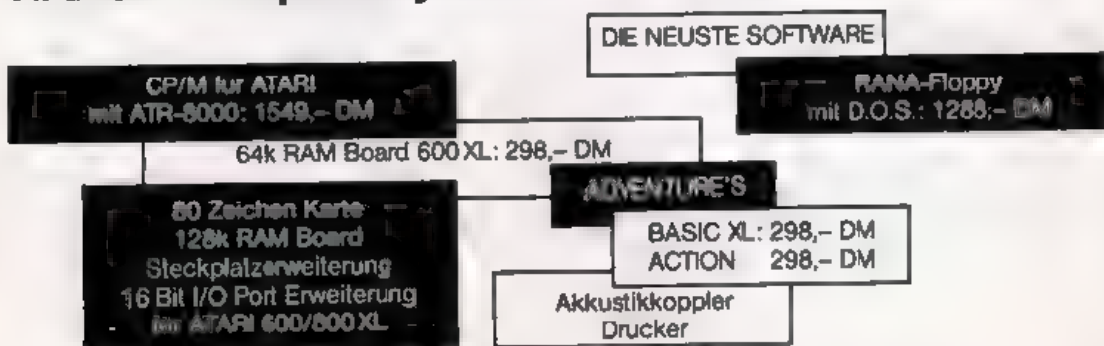 DIE NEUSTE SOFTWARE
CP/M für ATARI
mit ATR-8000: 1549,– DM
RANA-Floppy
mit D.O.S.: 1288,– DM
64k RAM Board 600 XL: 298,– DM
ADVENTURE'S
80 Zeichen Karte
128k RAM Board
Steckplatzerweiterung
16 Bit I/O Port Erweiterung
für ATARI 600/800 XL
BASIC XL: 298,– DM
ACTION 298,– DM
Akkustikkoppler
Drucker